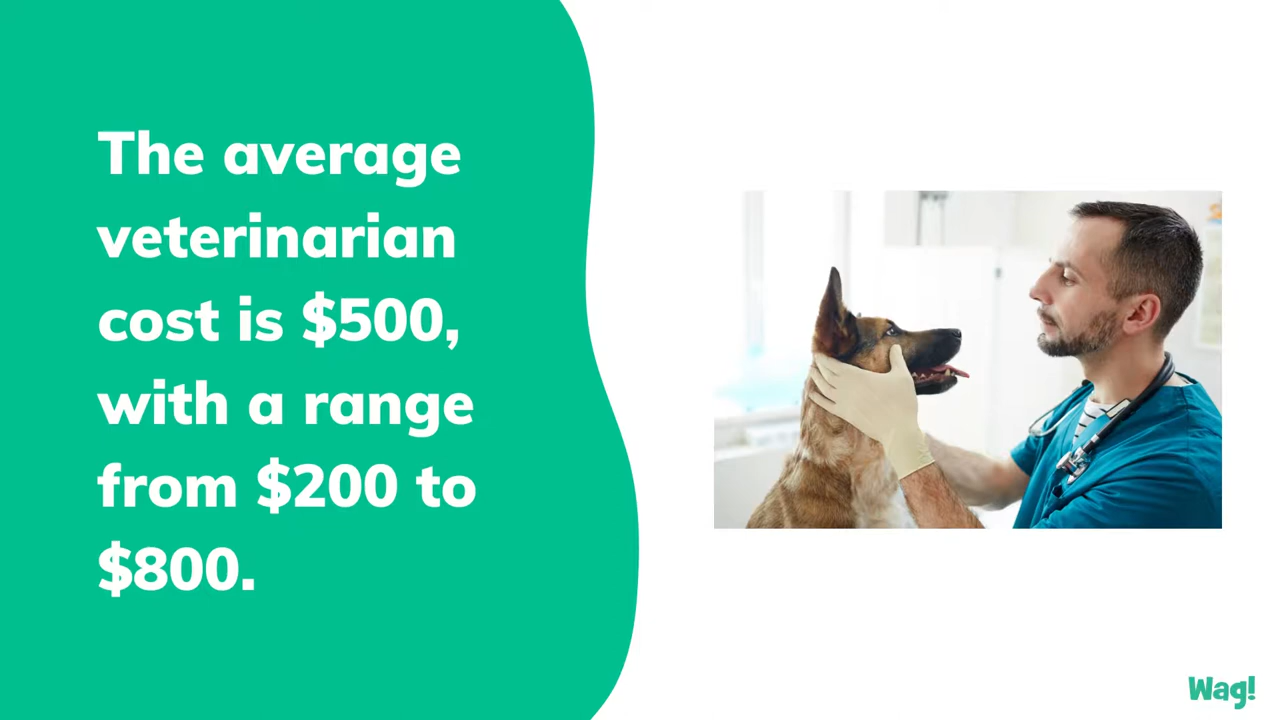 The average
veterinarian
cost is $500,
with a range
from $200 to
$800.
Wag!